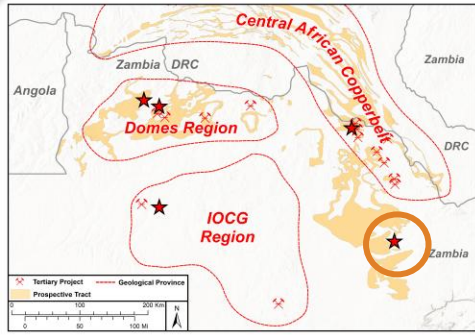 Central African Copperbelt
Zambia
DRC
Zambia
Angola
Domes Region
DRC
IOCG
Region
Zambia
Tertiary Project
Geological Province
Prospective Tract
0 100 200 Km
0 50 100 Mi
N